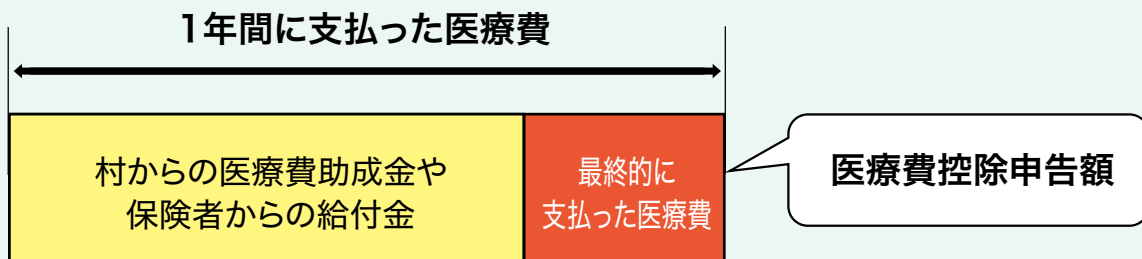 1年間に支払った医療費
村からの医療費助成金や
保険者からの給付金
最終的に
支払った医療費
医療費控除申告額